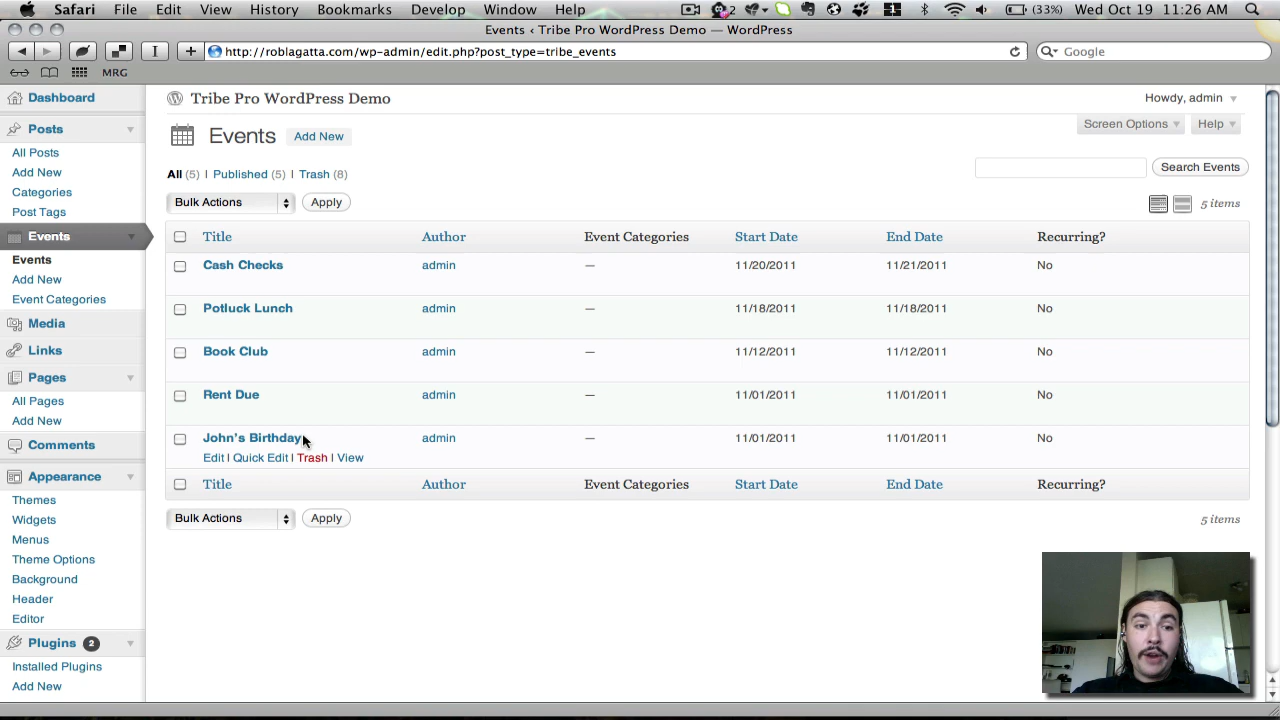 Safari File Edit View History Bookmarks Develop Window Help 2 (33%) Wed Oct 19 11:26 AM
Events ‹ Tribe Pro WordPress Demo — WordPress
http://roblagatta.com/wp-admin/edit.php?post_type=tribe_events Google
MRG
Dashboard
Posts
All Posts
Add New
Categories
Post Tags
Events
Events
Add New
Event Categories
Media
Links
Pages
All Pages
Add New
Comments
Appearance
Themes
Widgets
Menus
Theme Options
Background
Header
Editor
Plugins 2
Installed Plugins
Add New
Tribe Pro WordPress Demo Howdy, admin
Screen Options Help
Events Add New
All (5) | Published (5) | Trash (8) Search Events
Bulk Actions Apply 5 items
Title Author Event Categories Start Date End Date Recurring?
Cash Checks admin — 11/20/2011 11/21/2011 No
Potluck Lunch admin — 11/18/2011 11/18/2011 No
Book Club admin — 11/12/2011 11/12/2011 No
Rent Due admin — 11/01/2011 11/01/2011 No
John's Birthday admin — 11/01/2011 11/01/2011 No
Edit | Quick Edit | Trash | View
Title Author Event Categories Start Date End Date Recurring?
Bulk Actions Apply 5 items